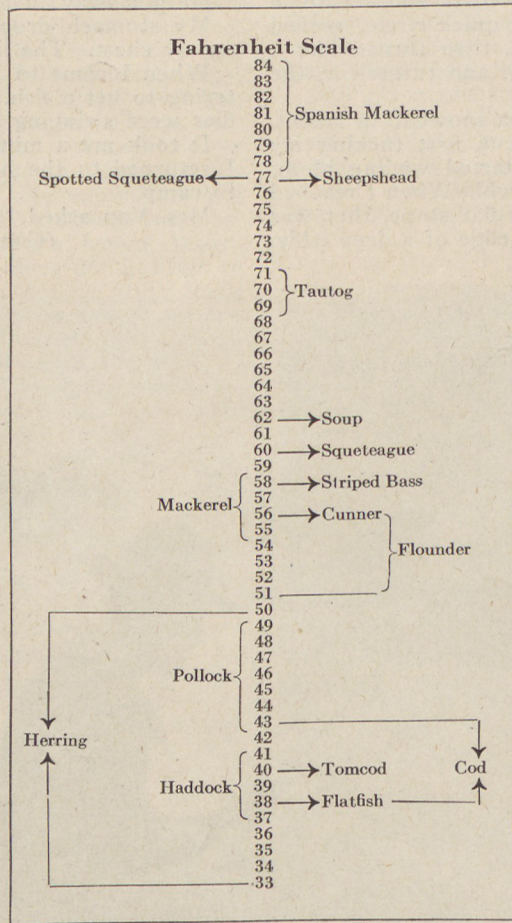 Fahrenheit Scale
84
83
82
81 Spanish Mackerel
80
79
78
Spotted Squeteague 77 Sheepshead
76
75
74
73
72
71
70 Tautog
69
68
67
66
65
64
63
62 Soup
61
60 Squeteague
59
58 Striped Bass
Mackerel 57
56 Cunner
55
54 Flounder
53
52
51
50
49
48
47
Pollock 46
45
44
43
Herring 42
41
40 Tomcod Cod
Haddock 39
38 Flatfish
37
36
35
34
33